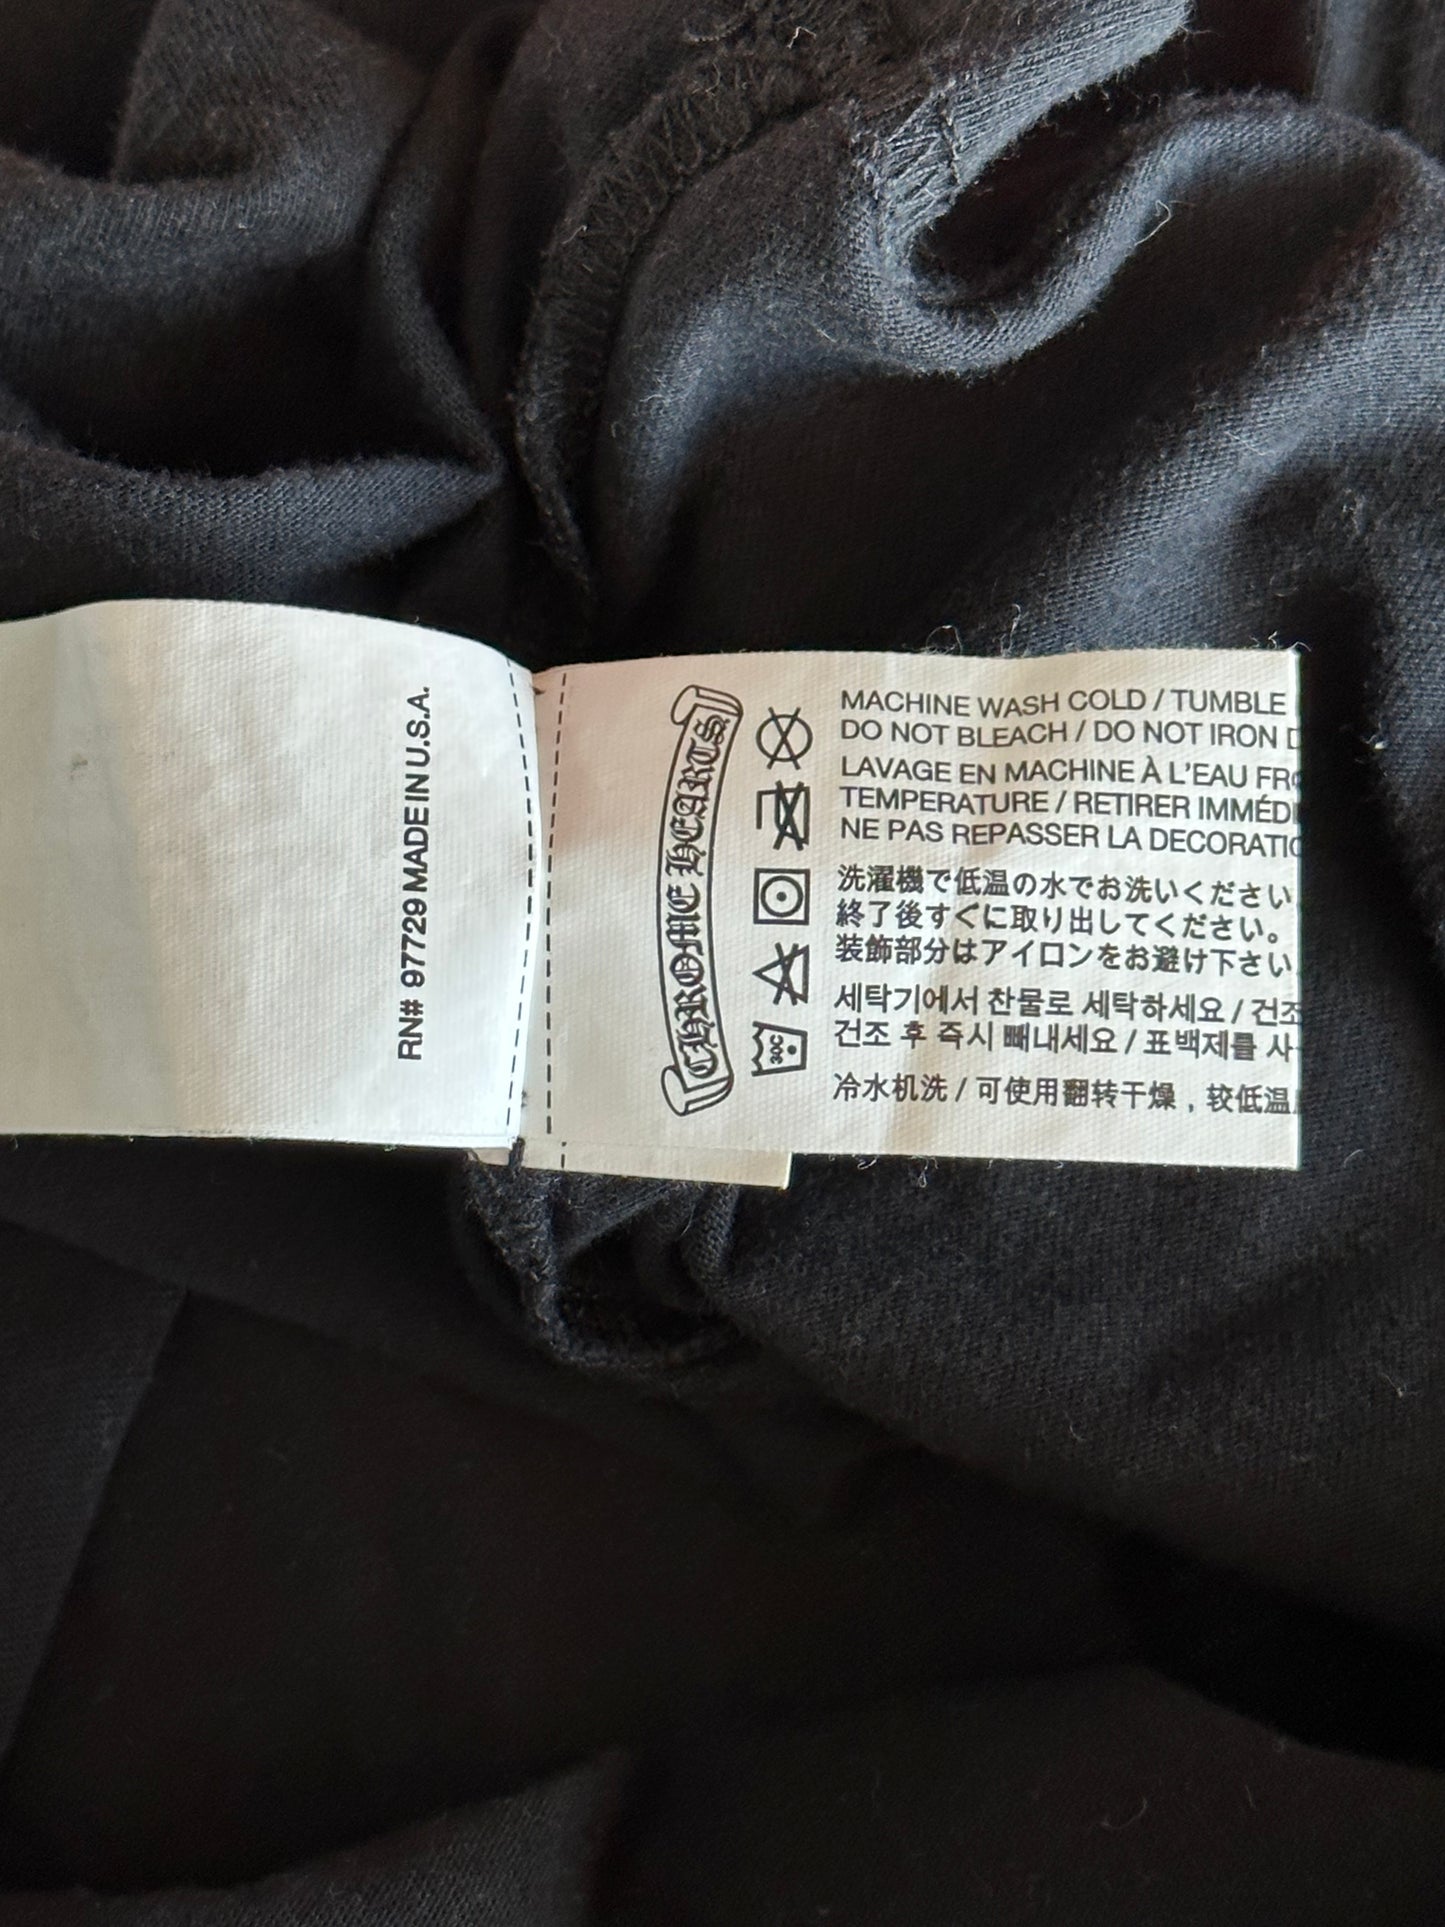 RN# 97729 MADE IN U.S.A.
CHROME HEARTS
30C
MACHINE WASH COLD / TUMBLE
DO NOT BLEACH / DO NOT IRON
LAVAGE EN MACHINE À L'EAU
TEMPERATURE / RETIRER
NE PAS REPASSER LA
洗濯機で低温の水でお洗いください
終了後すぐに取り出してください。
装飾部分はアイロンをお避け下さい
세탁기에서 찬물로 세탁하세요 / 건조
건조 후 즉시 빼내세요 / 표백제를 사
冷水机洗 / 可使用翻转干燥，较低温